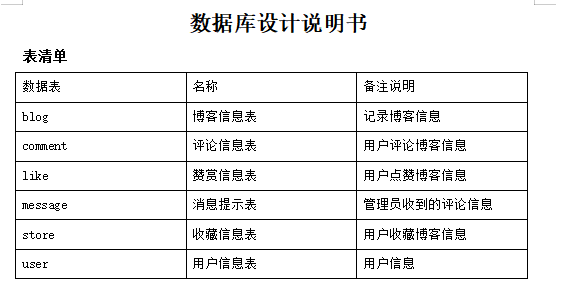 数据库设计说明书
表清单
数据表 名称 备注说明
blog 博客信息表 记录博客信息
comment 评论信息表 用户评论博客信息
like 赞赏信息表 用户点赞博客信息
message 消息提示表 管理员收到的评论信息
store 收藏信息表 用户收藏博客信息
user 用户信息表 用户信息